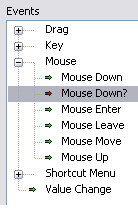 Events
Drag
Key
Mouse
Mouse Down
Mouse Down?
Mouse Enter
Mouse Leave
Mouse Move
Mouse Up
Shortcut Menu
Value Change